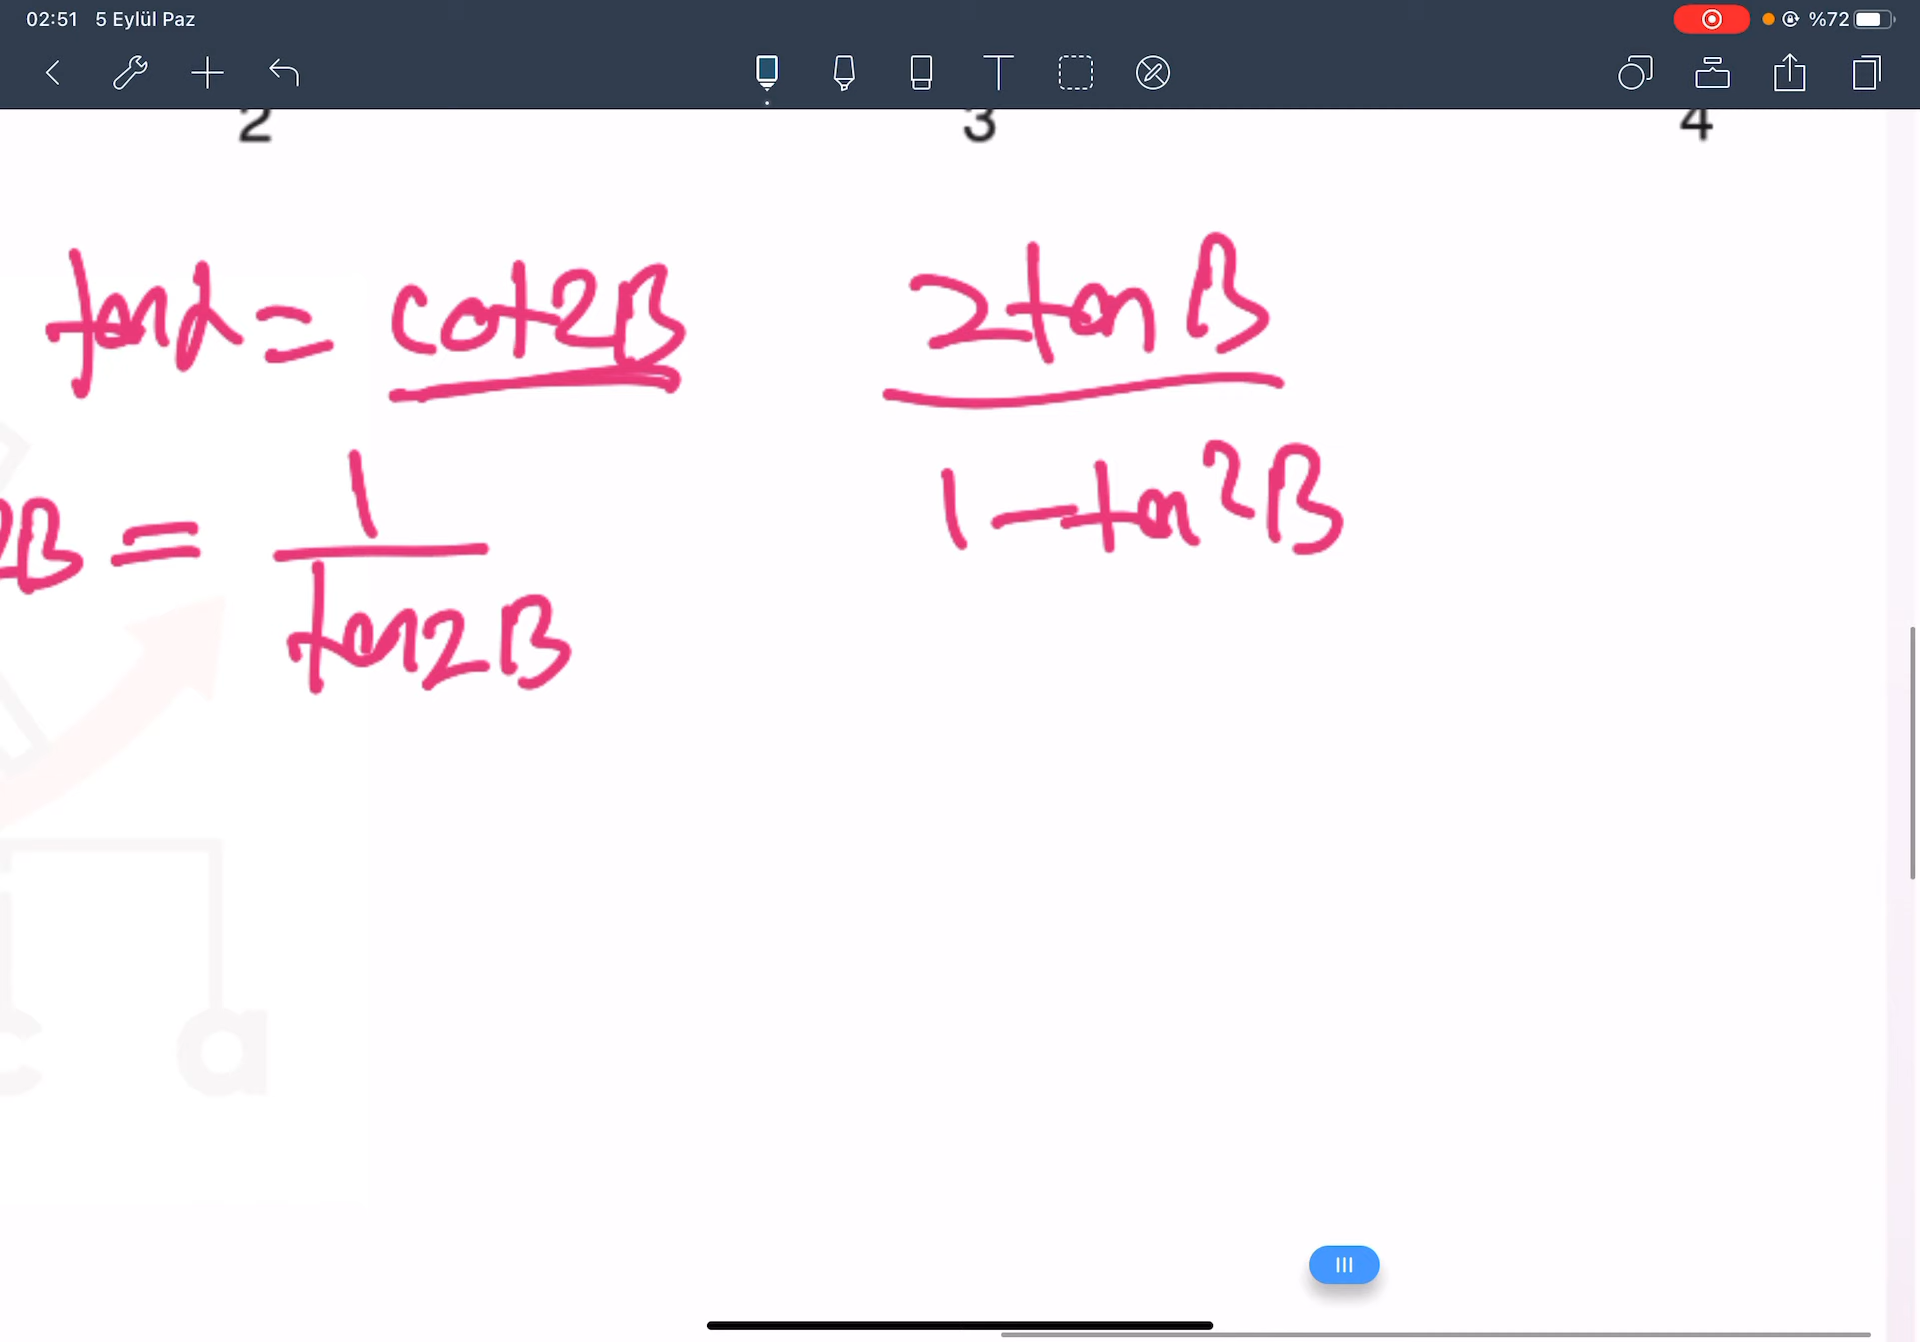 02:51 5 Eylül Paz %72
2 3 4
tanα = cot2B
2tanB
1-tan²B
2B = 1
tan2B
c a